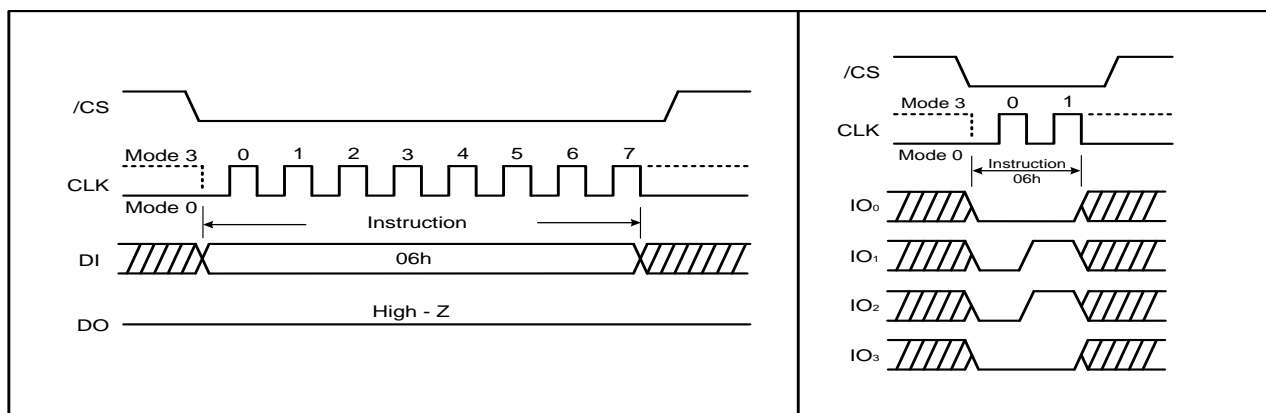 /CS
Mode 3
0 1 2 3 4 5 6 7
CLK
Mode 0
Instruction
DI
06h
High - Z
DO
/CS
Mode 3
0 1
CLK
Mode 0
Instruction
06h
IO₀
IO₁
IO₂
IO₃